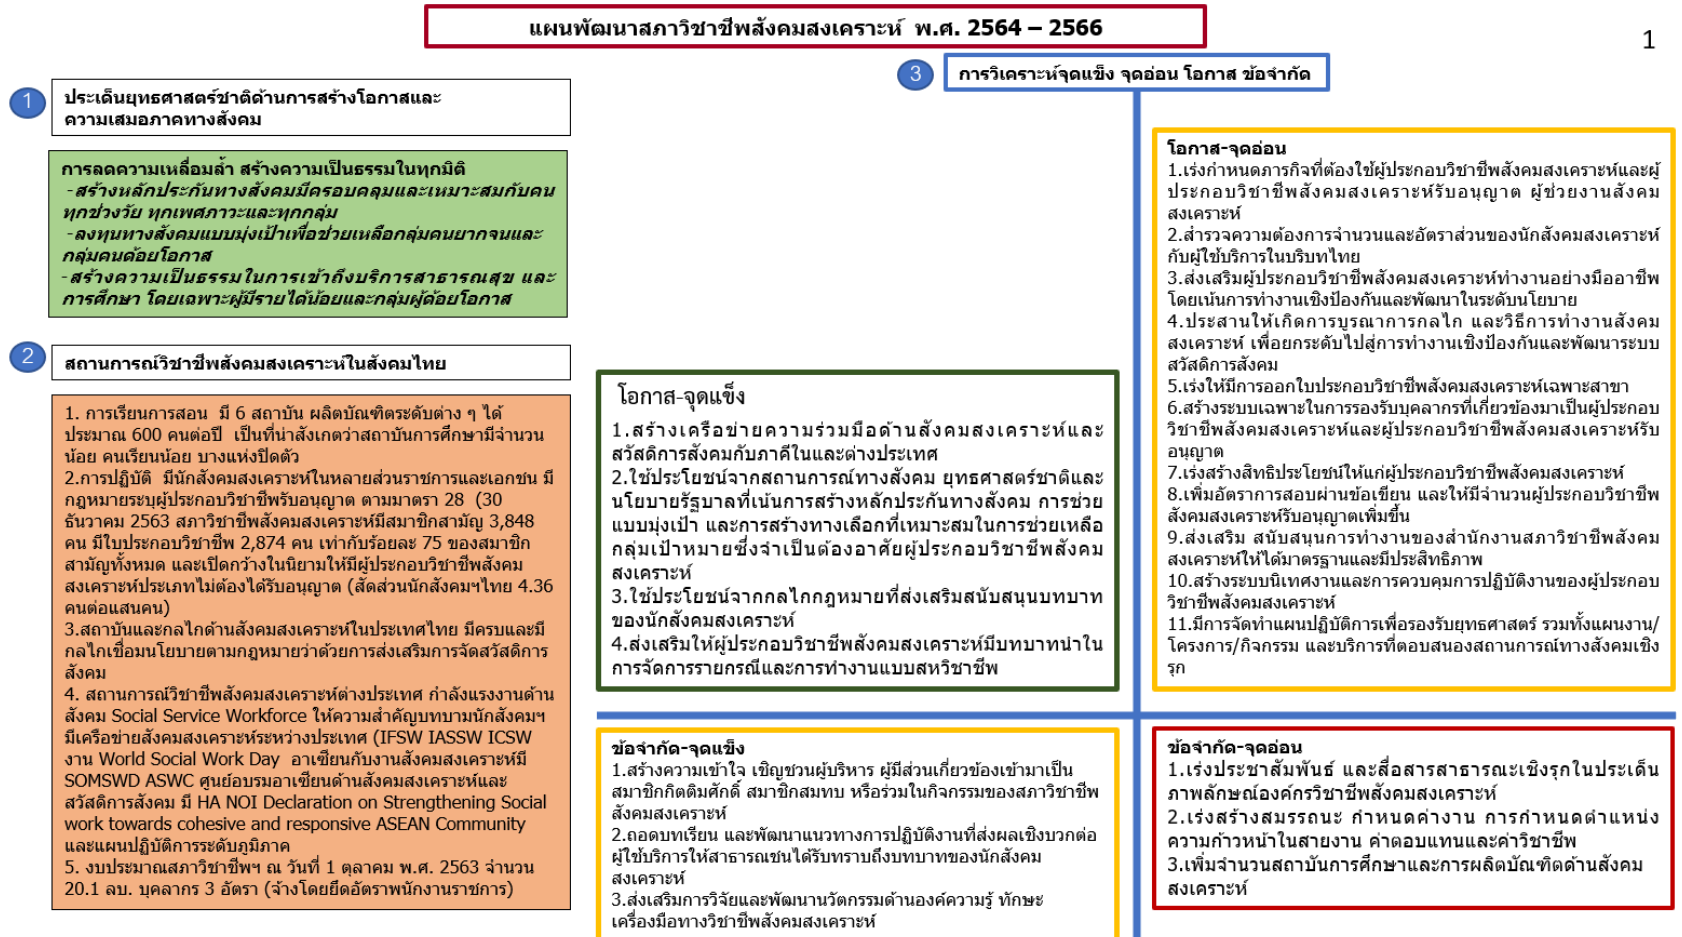 แผนพัฒนาสภาวิชาชีพสังคมสงเคราะห์ พ.ศ. 2564 – 2566
1
1
ประเด็นยุทธศาสตร์ชาติด้านการสร้างโอกาสและ
ความเสมอภาคทางสังคม
การลดความเหลื่อมล้ำ สร้างความเป็นธรรมในทุกมิติ
-สร้างหลักประกันทางสังคมมีครอบคลุมและเหมาะสมกับคน
ทุกช่วงวัย ทุกเพศภาวะและทุกกลุ่ม
-ลงทุนทางสังคมแบบมุ่งเป้าเพื่อช่วยเหลือกลุ่มคนยากจนและ
กลุ่มคนด้อยโอกาส
-สร้างความเป็นธรรมในการเข้าถึงบริการสาธารณสุข และ
การศึกษา โดยเฉพาะผู้มีรายได้น้อยและกลุ่มผู้ด้อยโอกาส
2
สถานการณ์วิชาชีพสังคมสงเคราะห์ในสังคมไทย
1. การเรียนการสอน มี 6 สถาบัน ผลิตบัณฑิตระดับต่าง ๆ ได้
ประมาณ 600 คนต่อปี เป็นที่น่าสังเกตว่าสถาบันการศึกษามีจำนวน
น้อย คนเรียนน้อย บางแห่งปิดตัว
2.การปฏิบัติ มีนักสังคมสงเคราะห์ในหลายส่วนราชการและเอกชน มี
กฎหมายระบุผู้ประกอบวิชาชีพรับอนุญาต ตามมาตรา 28 (30
ธันวาคม 2563 สภาวิชาชีพสังคมสงเคราะห์มีสมาชิกสามัญ 3,848
คน มีใบประกอบวิชาชีพ 2,874 คน เท่ากับร้อยละ 75 ของสมาชิก
สามัญทั้งหมด และเปิดกว้างในนิยามให้มีผู้ประกอบวิชาชีพสังคม
สงเคราะห์ประเภทไม่ต้องได้รับอนุญาต (สัดส่วนนักสังคมฯไทย 4.36
คนต่อแสนคน)
3.สถาบันและกลไกด้านสังคมสงเคราะห์ในประเทศไทย มีครบและมี
กลไกเชื่อมนโยบายตามกฎหมายว่าด้วยการส่งเสริมการจัดสวัสดิการ
สังคม
4. สถานการณ์วิชาชีพสังคมสงเคราะห์ต่างประเทศ กำลังแรงงานด้าน
สังคม Social Service Workforce ให้ความสำคัญบทบามนักสังคมฯ
มีเครือข่ายสังคมสงเคราะห์ระหว่างประเทศ (IFSW IASSW ICSW
งาน World Social Work Day อาเซียนกับงานสังคมสงเคราะห์มี
SOMSWD ASWC ศูนย์อบรมอาเซียนด้านสังคมสงเคราะห์และ
สวัสดิการสังคม มี HA NOI Declaration on Strengthening Social
work towards cohesive and responsive ASEAN Community
และแผนปฏิบัติการระดับภูมิภาค
5. งบประมาณสภาวิชาชีพฯ ณ วันที่ 1 ตุลาคม พ.ศ. 2563 จำนวน
20.1 ลบ. บุคลากร 3 อัตรา (จ้างโดยยึดอัตราพนักงานราชการ)
3
การวิเคราะห์จุดแข็ง จุดอ่อน โอกาส ข้อจำกัด
โอกาส-จุดแข็ง
1.สร้างเครือข่ายความร่วมมือด้านสังคมสงเคราะห์และ
สวัสดิการสังคมกับภาคีในและต่างประเทศ
2.ใช้ประโยชน์จากสถานการณ์ทางสังคม ยุทธศาสตร์ชาติและ
นโยบายรัฐบาลที่เน้นการสร้างหลักประกันทางสังคม การช่วย
แบบมุ่งเป้า และการสร้างทางเลือกที่เหมาะสมในการช่วยเหลือ
กลุ่มเป้าหมายซึ่งจำเป็นต้องอาศัยผู้ประกอบวิชาชีพสังคม
สงเคราะห์
3.ใช้ประโยชน์จากกลไกกฎหมายที่ส่งเสริมสนับสนุนบทบาท
ของนักสังคมสงเคราะห์
4.ส่งเสริมให้ผู้ประกอบวิชาชีพสังคมสงเคราะห์มีบทบาทนำใน
การจัดการรายกรณีและการทำงานแบบสหวิชาชีพ
โอกาส-จุดอ่อน
1.เร่งกำหนดภารกิจที่ต้องใช้ผู้ประกอบวิชาชีพสังคมสงเคราะห์และผู้
ประกอบวิชาชีพสังคมสงเคราะห์รับอนุญาต ผู้ช่วยงานสังคม
สงเคราะห์
2.สำรวจความต้องการจำนวนและอัตราส่วนของนักสังคมสงเคราะห์
กับผู้ใช้บริการในบริบทไทย
3.ส่งเสริมผู้ประกอบวิชาชีพสังคมสงเคราะห์ทำงานอย่างมืออาชีพ
โดยเน้นการทำงานเชิงป้องกันและพัฒนาในระดับนโยบาย
4.ประสานให้เกิดการบูรณาการกลไก และวิธีการทำงานสังคม
สงเคราะห์ เพื่อยกระดับไปสู่การทำงานเชิงป้องกันและพัฒนาระบบ
สวัสดิการสังคม
5.เร่งให้มีการออกใบประกอบวิชาชีพสังคมสงเคราะห์เฉพาะสาขา
6.สร้างระบบเฉพาะในการรองรับบุคลากรที่เกี่ยวข้องมาเป็นผู้ประกอบ
วิชาชีพสังคมสงเคราะห์และผู้ประกอบวิชาชีพสังคมสงเคราะห์รับ
อนุญาต
7.เร่งสร้างสิทธิประโยชน์ให้แก่ผู้ประกอบวิชาชีพสังคมสงเคราะห์
8.เพิ่มอัตราการสอบผ่านข้อเขียน และให้มีจำนวนผู้ประกอบวิชาชีพ
สังคมสงเคราะห์รับอนุญาตเพิ่มขึ้น
9.ส่งเสริม สนับสนุนการทำงานของสำนักงานสภาวิชาชีพสังคม
สงเคราะห์ให้ได้มาตรฐานและมีประสิทธิภาพ
10.สร้างระบบนิเทศงานและการควบคุมการปฏิบัติงานของผู้ประกอบ
วิชาชีพสังคมสงเคราะห์
11.มีการจัดทำแผนปฏิบัติการเพื่อรองรับยุทธศาสตร์ รวมทั้งแผนงาน/
โครงการ/กิจกรรม และบริการที่ตอบสนองสถานการณ์ทางสังคมเชิง
รุก
ข้อจำกัด-จุดแข็ง
1.สร้างความเข้าใจ เชิญชวนผู้บริหาร ผู้มีส่วนเกี่ยวข้องเข้ามาเป็น
สมาชิกกิตติมศักดิ์ สมาชิกสมทบ หรือร่วมในกิจกรรมของสภาวิชาชีพ
สังคมสงเคราะห์
2.ถอดบทเรียน และพัฒนาแนวทางการปฏิบัติงานที่ส่งผลเชิงบวกต่อ
ผู้ใช้บริการให้สาธารณชนได้รับทราบถึงบทบาทของนักสังคม
สงเคราะห์
3.ส่งเสริมการวิจัยและพัฒนานวัตกรรมด้านองค์ความรู้ ทักษะ
เครื่องมือทางวิชาชีพสังคมสงเคราะห์
ข้อจำกัด-จุดอ่อน
1.เร่งประชาสัมพันธ์ และสื่อสารสาธารณะเชิงรุกในประเด็น
ภาพลักษณ์องค์กรวิชาชีพสังคมสงเคราะห์
2.เร่งสร้างสมรรถนะ กำหนดค่างาน การกำหนดตำแหน่ง
ความก้าวหน้าในสายงาน ค่าตอบแทนและค่าวิชาชีพ
3.เพิ่มจำนวนสถาบันการศึกษาและการผลิตบัณฑิตด้านสังคม
สงเคราะห์